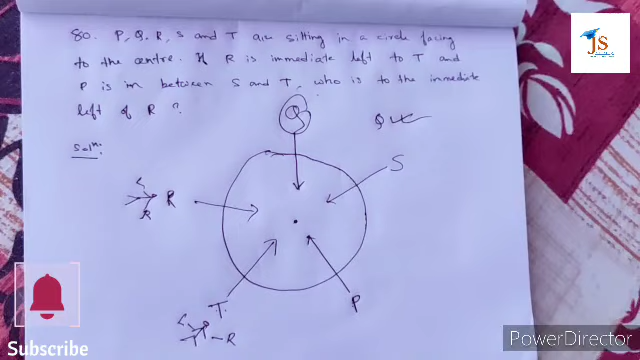 80. P, Q, R, S and T are sitting in a circle facing
to the centre. If R is immediate left to T and
P is in between S and T, who is to the immediate
left of R ?
JS
Soln:
Q
Q
S
L
R
R
T.
P
L
R
Subscribe
PowerDirector